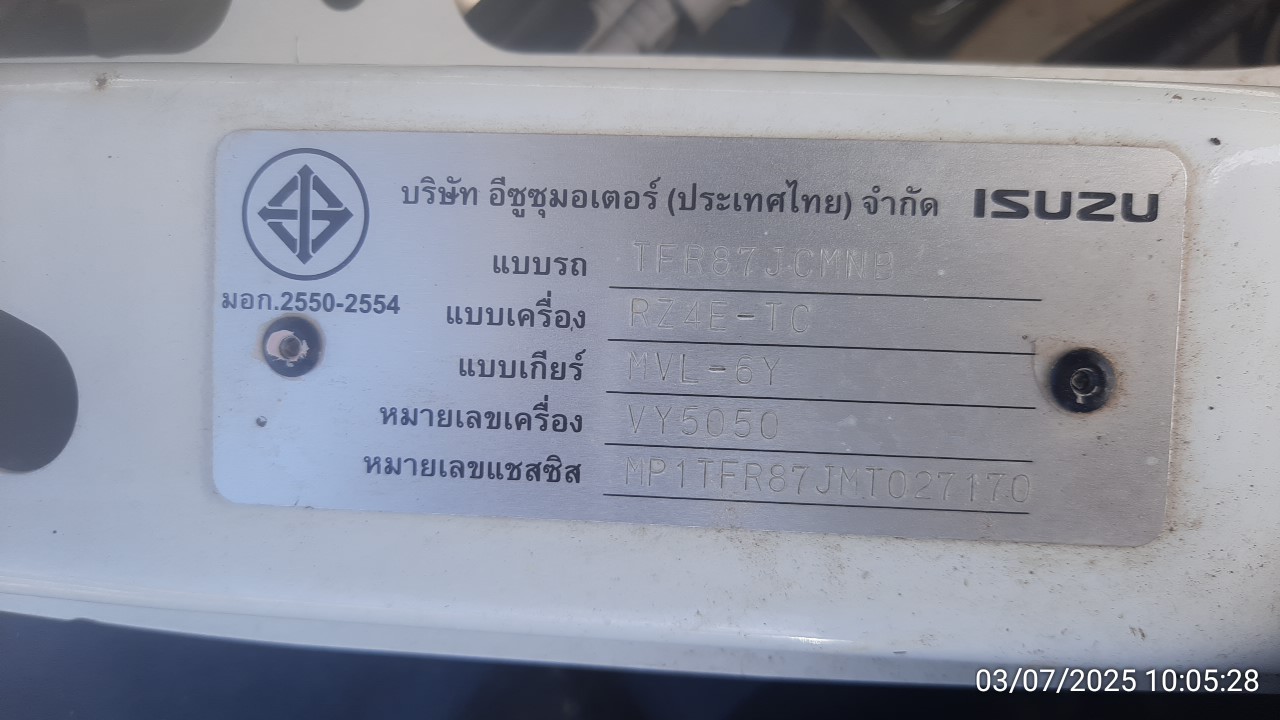 บริษัท อีซูซุมอเตอร์ (ประเทศไทย) จำกัด ISUZU
แบบรถ TFR87JCMNB
มอก.2550-2554
แบบเครื่อง RZ4E-TC
แบบเกียร์ MVL-6Y
หมายเลขเครื่อง VY5050
หมายเลขแชสซิส MP1TFR87JMT027170
03/07/2025 10:05:28